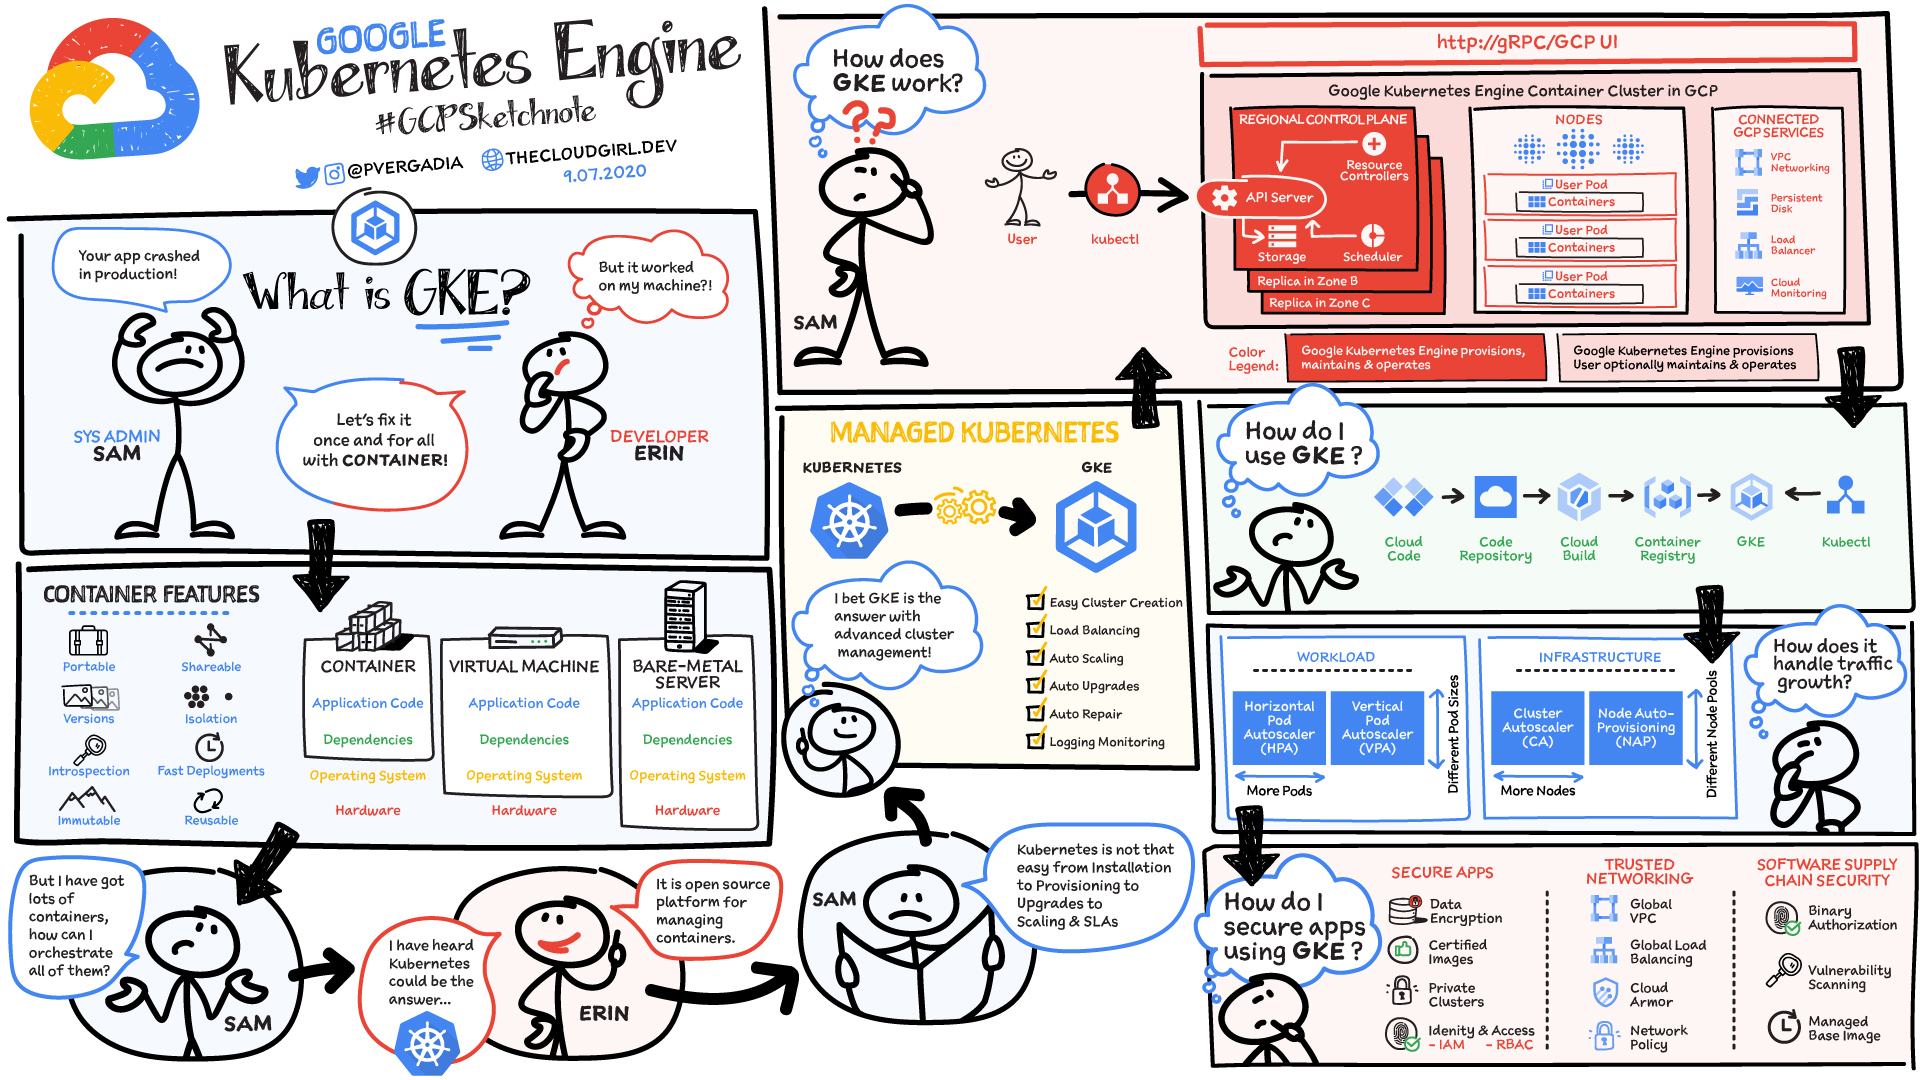 GOOGLE
Kubernetes Engine
#GCPSketchnote
@PVERGADIA
THECLOUDGIRL.DEV
9.07.2020
What is GKE?
Your app crashed
in production!
But it worked
on my machine?!
SYS ADMIN
SAM
Let's fix it
once and for all
with CONTAINER!
DEVELOPER
ERIN
CONTAINER FEATURES
Portable
Shareable
Versions
Isolation
Introspection
Fast Deployments
Immutable
Reusable
CONTAINER
Application Code
Dependencies
Operating System
Hardware
VIRTUAL MACHINE
Application Code
Dependencies
Operating System
Hardware
BARE-METAL
SERVER
Application Code
Dependencies
Operating System
Hardware
But I have got
lots of
containers,
how can I
orchestrate
all of them?
SAM
I have heard
Kubernetes
could be the
answer...
It is open source
platform for
managing
containers.
ERIN
SAM
Kubernetes is not that
easy from Installation
to Provisioning to
Upgrades to
Scaling & SLAs
MANAGED KUBERNETES
KUBERNETES
GKE
I bet GKE is the
answer with
advanced cluster
management!
Easy Cluster Creation
Load Balancing
Auto Scaling
Auto Upgrades
Auto Repair
Logging Monitoring
How does
GKE work?
??
SAM
User
kubectl
http://gRPC/GCP UI
Google Kubernetes Engine Container Cluster in GCP
REGIONAL CONTROL PLANE
Resource
Controllers
API Server
Storage
Scheduler
Replica in Zone B
Replica in Zone C
NODES
User Pod
Containers
User Pod
Containers
User Pod
Containers
CONNECTED
GCP SERVICES
VPC
Networking
Persistent
Disk
Load
Balancer
Cloud
Monitoring
Color
Legend:
Google Kubernetes Engine provisions,
maintains & operates
Google Kubernetes Engine provisions
User optionally maintains & operates
How do I
use GKE ?
Cloud
Code
Code
Repository
Cloud
Build
Container
Registry
GKE
Kubectl
WORKLOAD
Horizontal
Pod
Autoscaler
(HPA)
Vertical
Pod
Autoscaler
(VPA)
More Pods
Different Pod Sizes
INFRASTRUCTURE
Cluster
Autoscaler
(CA)
Node Auto-
Provisioning
(NAP)
More Nodes
Different Node Pools
How does it
handle traffic
growth?
How do I
secure apps
using GKE ?
SECURE APPS
Data
Encryption
Certified
Images
Private
Clusters
Idenity & Access
- IAM - RBAC
TRUSTED
NETWORKING
Global
VPC
Global Load
Balancing
Cloud
Armor
Network
Policy
SOFTWARE SUPPLY
CHAIN SECURITY
Binary
Authorization
Vulnerability
Scanning
Managed
Base Image